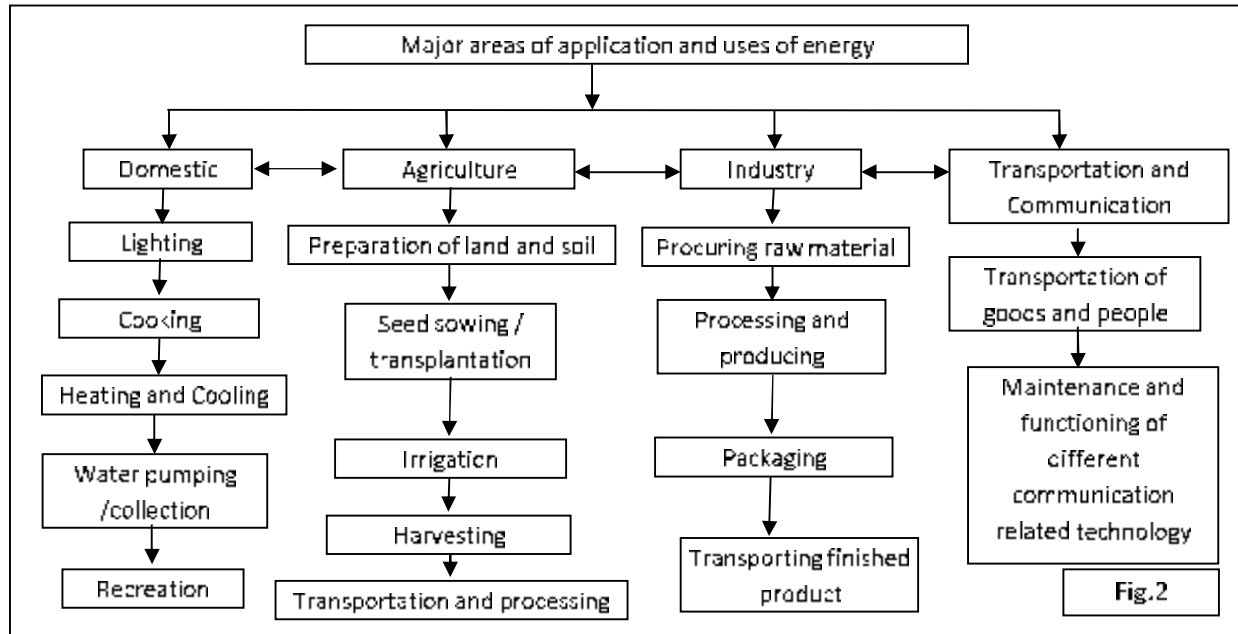 Major areas of application and uses of energy
Domestic
Agriculture
Industry
Transportation and
Communication
Lighting
Preparation of land and soil
Procuring raw material
Transportation of
goods and people
Cooking
Seed sowing /
transplantation
Processing and
producing
Heating and Cooling
Maintenance and
functioning of
different
communication
related technology
Water pumping
/collection
Irrigation
Packaging
Harvesting
Recreation
Transportation and processing
Transporting finished
product
Fig.2